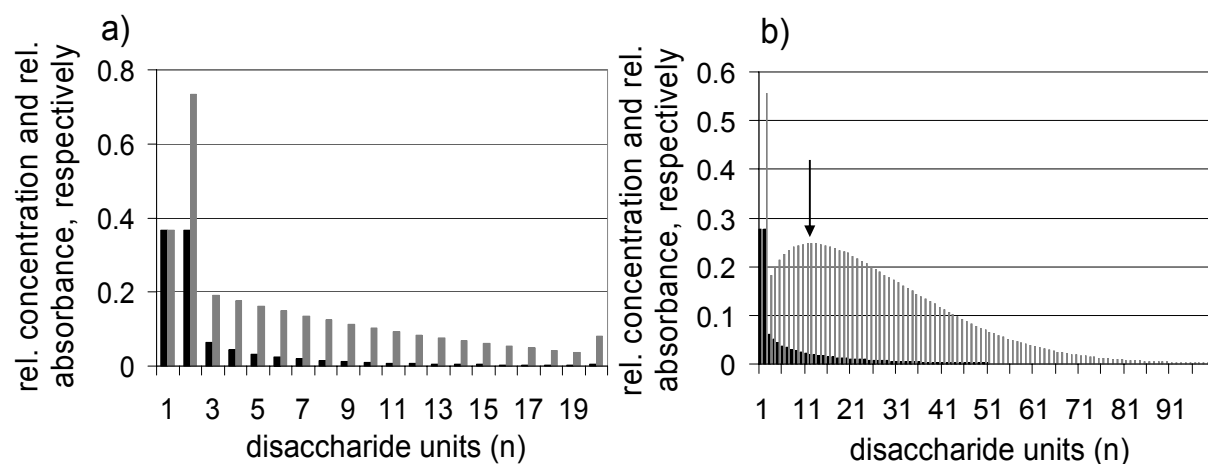 a)
rel. concentration and rel.
absorbance, respectively
0.8
0.6
0.4
0.2
0
1 3 5 7 9 11 13 15 17 19
disaccharide units (n)
b)
rel. concentration and rel.
absorbance, respectively
0.6
0.5
0.4
0.3
0.2
0.1
0
1 11 21 31 41 51 61 71 81 91
disaccharide units (n)